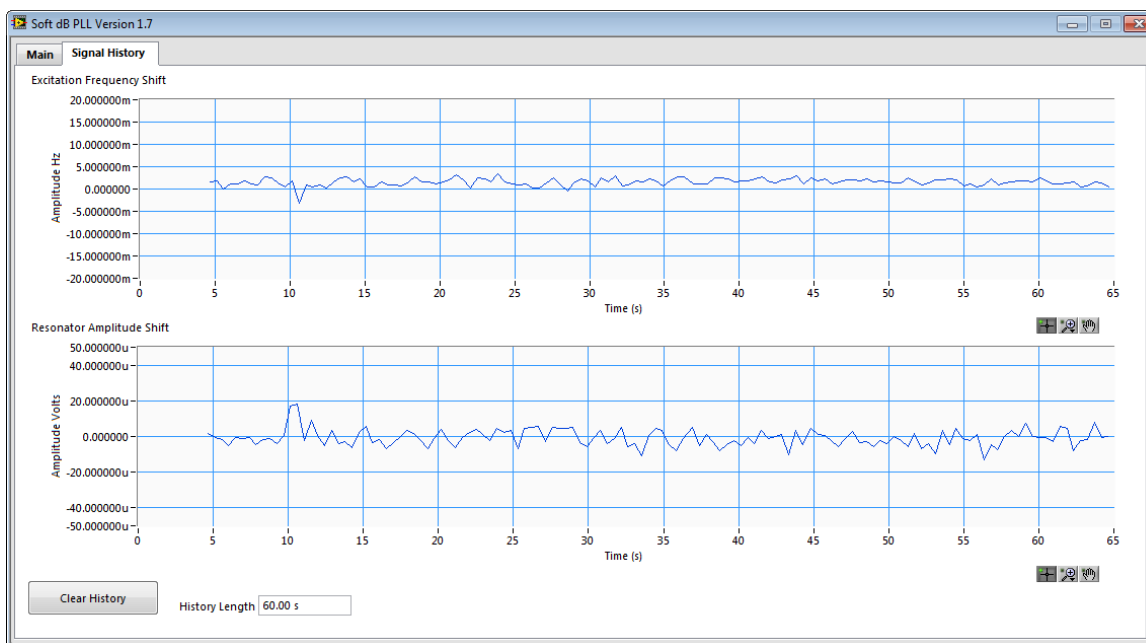 Soft dB PLL Version 1.7
Main Signal History
Excitation Frequency Shift
20.000000m
15.000000m
10.000000m
5.000000m
0.000000
-5.000000m
-10.000000m
-15.000000m
-20.000000m
Amplitude Hz
0 5 10 15 20 25 30 35 40 45 50 55 60 65
Time (s)
Resonator Amplitude Shift
50.000000u
40.000000u
20.000000u
0.000000
-20.000000u
-40.000000u
-50.000000u
Amplitude Volts
0 5 10 15 20 25 30 35 40 45 50 55 60 65
Time (s)
Clear History
History Length 60.00 s